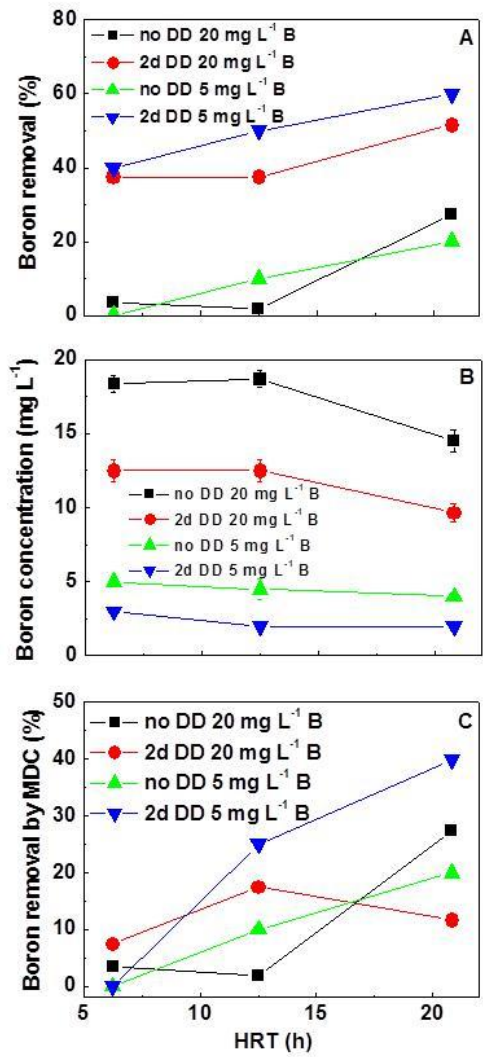 A
no DD 20 mg L⁻¹ B
2d DD 20 mg L⁻¹ B
no DD 5 mg L⁻¹ B
2d DD 5 mg L⁻¹ B
Boron removal (%)
80
60
40
20
0
B
no DD 20 mg L⁻¹ B
2d DD 20 mg L⁻¹ B
no DD 5 mg L⁻¹ B
2d DD 5 mg L⁻¹ B
Boron concentration (mg L⁻¹)
20
15
10
5
0
C
no DD 20 mg L⁻¹ B
2d DD 20 mg L⁻¹ B
no DD 5 mg L⁻¹ B
2d DD 5 mg L⁻¹ B
Boron removal by MDC (%)
50
40
30
20
10
0
5 10 15 20
HRT (h)